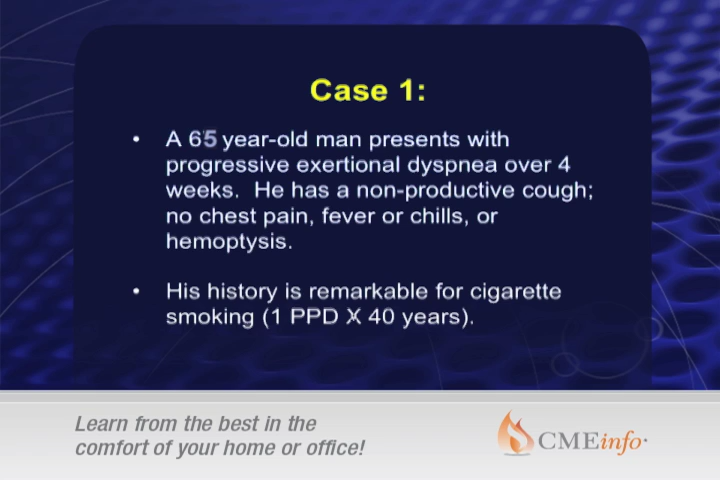 Case 1:
• A 65 year-old man presents with
progressive exertional dyspnea over 4
weeks. He has a non-productive cough;
no chest pain, fever or chills, or
hemoptysis.
• His history is remarkable for cigarette
smoking (1 PPD X 40 years).
Learn from the best in the
comfort of your home or office!
CMEinfo